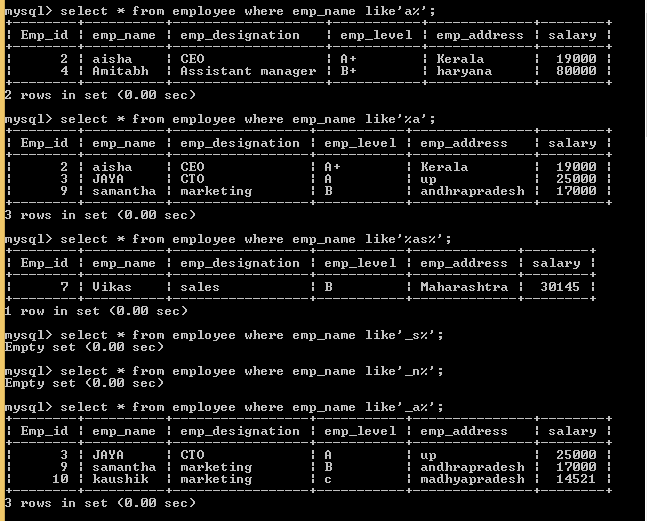 mysql> select * from employee where emp_name like'a%';
| Emp_id | emp_name | emp_designation | emp_level | emp_address | salary |
| 2 | aisha | CEO | A+ | Kerala | 19000 |
| 4 | Amitabh | Assistant manager | B+ | haryana | 80000 |
2 rows in set (0.00 sec)
mysql> select * from employee where emp_name like'%a';
| Emp_id | emp_name | emp_designation | emp_level | emp_address | salary |
| 2 | aisha | CEO | A+ | Kerala | 19000 |
| 3 | JAYA | CTO | A | up | 25000 |
| 9 | samantha | marketing | B | andhrapradesh | 17000 |
3 rows in set (0.00 sec)
mysql> select * from employee where emp_name like'%as%';
| Emp_id | emp_name | emp_designation | emp_level | emp_address | salary |
| 7 | Vikas | sales | B | Maharashtra | 30145 |
1 row in set (0.00 sec)
mysql> select * from employee where emp_name like'_s%';
Empty set (0.00 sec)
mysql> select * from employee where emp_name like'_n%';
Empty set (0.00 sec)
mysql> select * from employee where emp_name like'_a%';
| Emp_id | emp_name | emp_designation | emp_level | emp_address | salary |
| 3 | JAYA | CTO | A | up | 25000 |
| 9 | samantha | marketing | B | andhrapradesh | 17000 |
| 10 | kaushik | marketing | c | madhyapradesh | 14521 |
3 rows in set (0.00 sec)